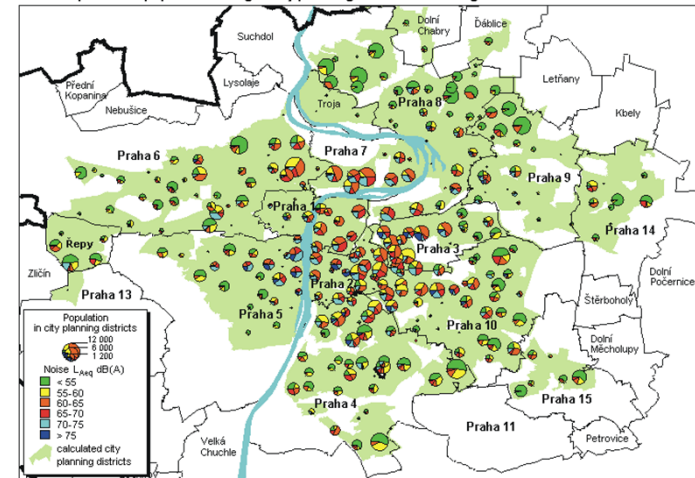 Dolní
Chabry
Ďáblice
Suchdol
Letňany
Lysolaje
Přední
Kopanina
Nebušice
Troja
Praha 8
Kbely
Praha 7
Praha 6
Praha 9
Praha 1
Praha 14
Řepy
Praha 3
Zličín
Praha 2
Dolní
Počernice
Praha 13
Štěrboholy
Praha 5
Praha 10
Dolní
Měcholupy
Praha 4
Praha 15
Praha 11
Petrovice
Velká
Chuchle
Population
in city planning districts
12 000
6 000
1 200
Noise LAeq dB(A)
< 55
55-60
60-65
65-70
70-75
> 75
calculated city
planning districts